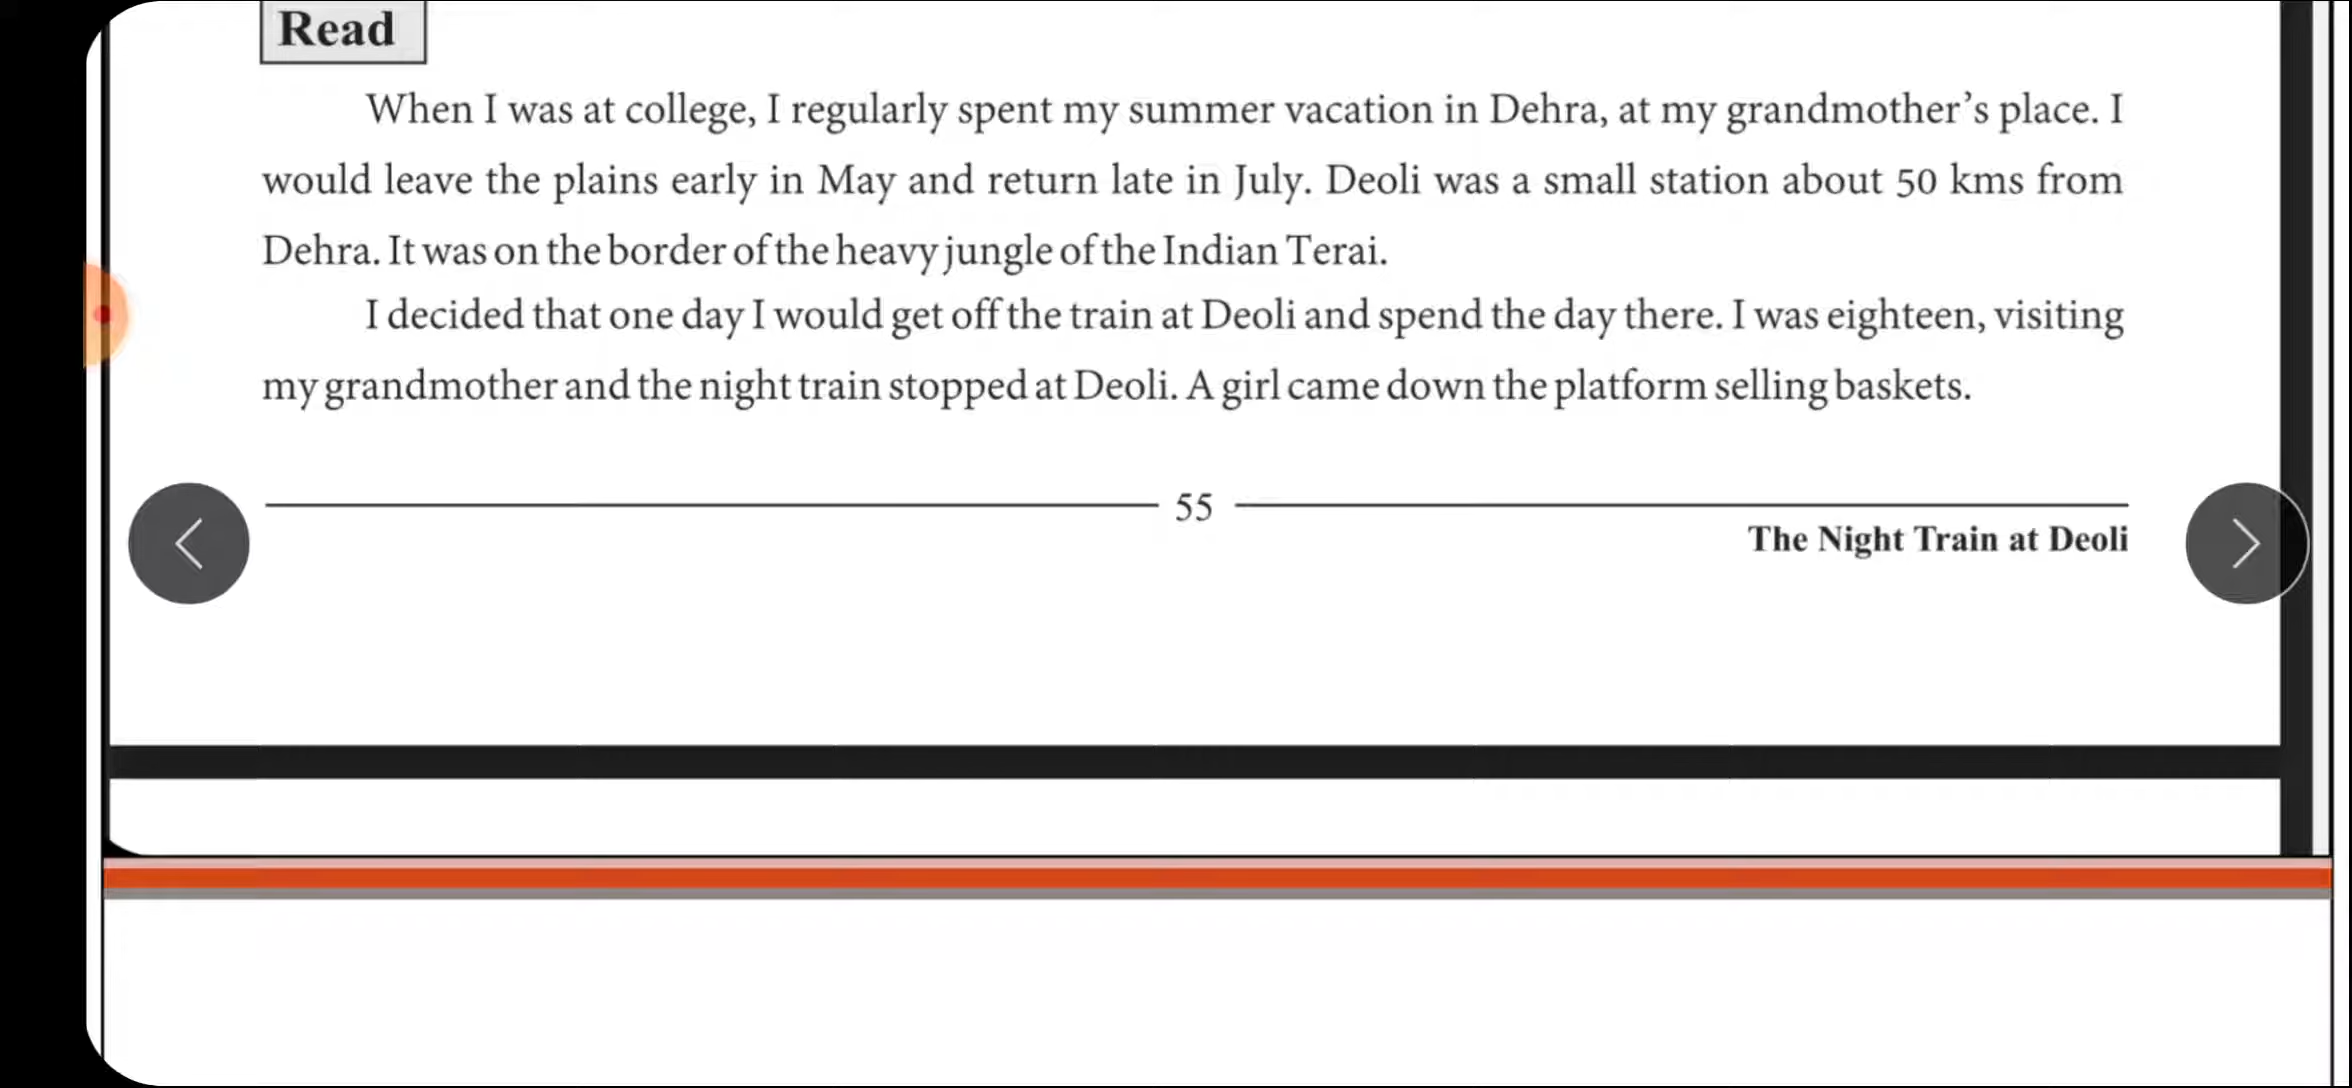 Read
When I was at college, I regularly spent my summer vacation in Dehra, at my grandmother’s place. I
would leave the plains early in May and return late in July. Deoli was a small station about 50 kms from
Dehra. It was on the border of the heavy jungle of the Indian Terai.
I decided that one day I would get off the train at Deoli and spend the day there. I was eighteen, visiting
my grandmother and the night train stopped at Deoli. A girl came down the platform selling baskets.
55
The Night Train at Deoli